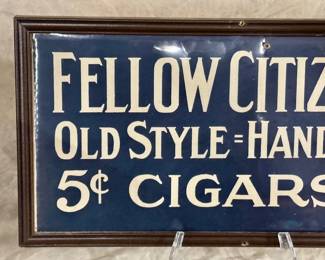 FELLOW CITIZ
OLD STYLE = HAN
5¢ CIGARS